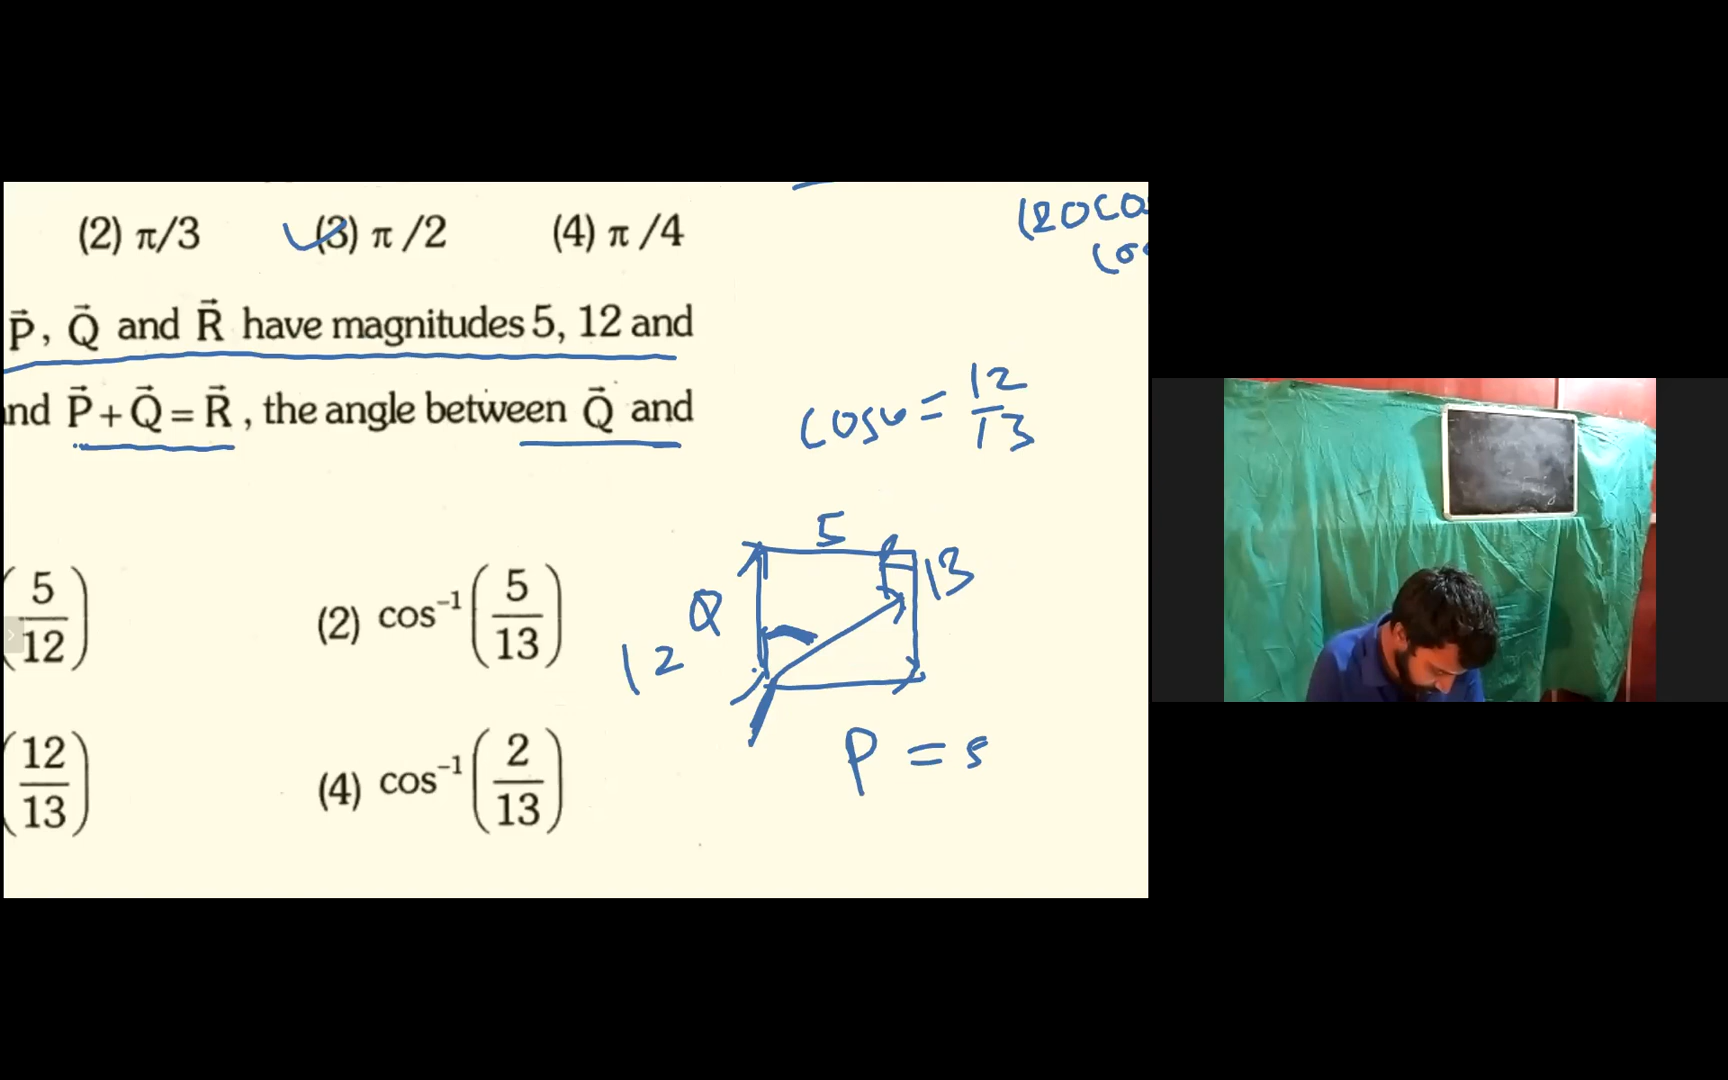 (2) π/3 (3) π /2 (4) π /4
P⃗, Q⃗ and R⃗ have magnitudes 5, 12 and
nd P⃗ + Q⃗ = R⃗, the angle between Q⃗ and
(5/12) (2) cos⁻¹ (5/13)
(12/13) (4) cos⁻¹ (2/13)
(20co
(o
= 12/13
5
13
Q
12
P = 5